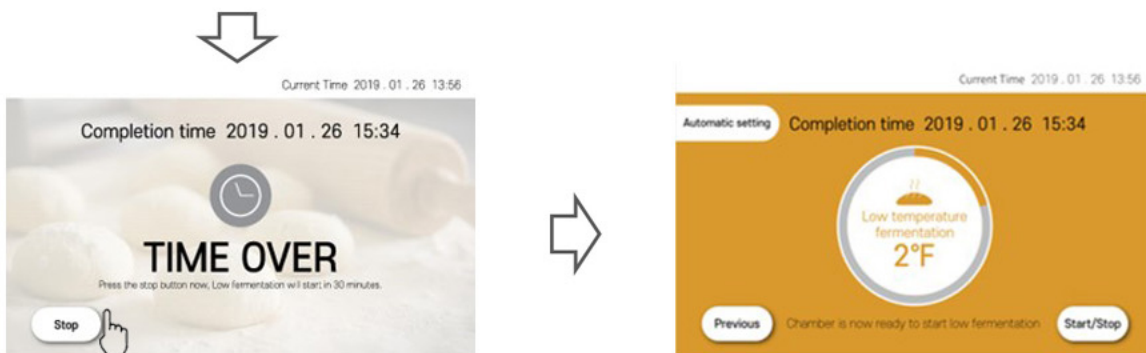 Current Time 2019 . 01 . 26 13:56
Completion time 2019 . 01 . 26 15:34
TIME OVER
Press the stop button now, Low fermentation will start in 30 minutes.
Stop
Current Time 2019 . 01 . 26 13:56
Automatic setting
Completion time 2019 . 01 . 26 15:34
Low temperature
fermentation
2°F
Previous
Chamber is now ready to start low fermentation
Start/Stop